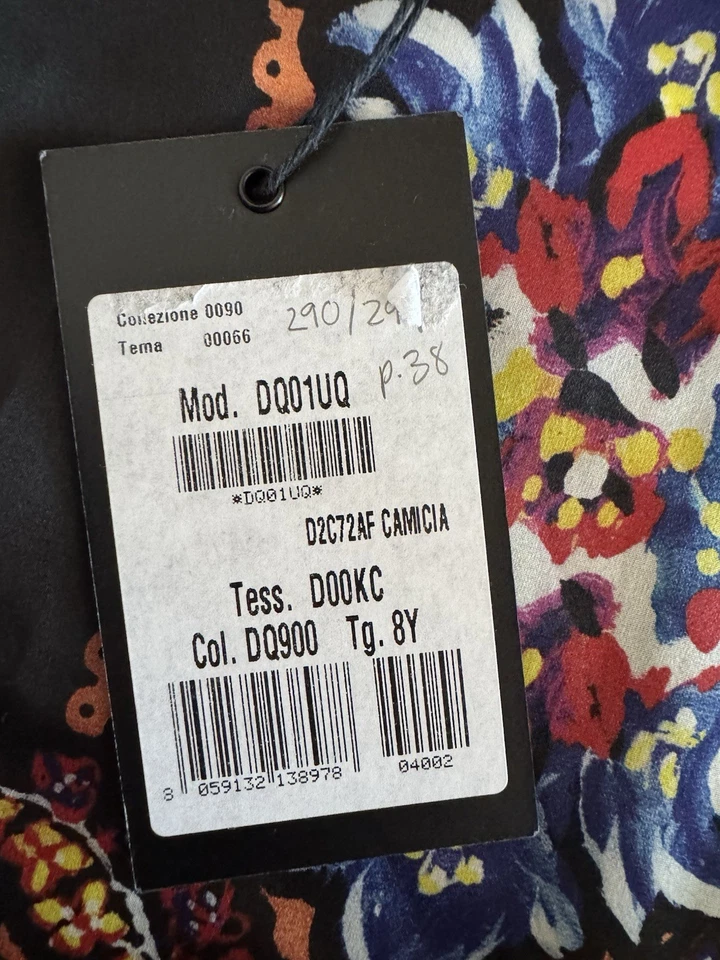 Collezione 0090
Tema 00066
290/29
p.38
Mod. DQ01UQ
*DQ01UQ*
D2C72AF CAMICIA
Tess. D00KC
Col. DQ900 Tg. 8Y
8 059132 138978
04002